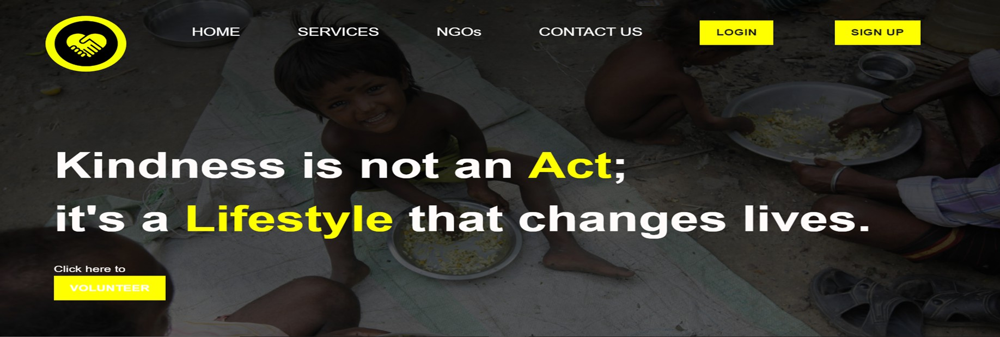 HOME SERVICES NGOs CONTACT US LOGIN SIGN UP
Kindness is not an Act;
it's a Lifestyle that changes lives.
Click here to
VOLUNTEER